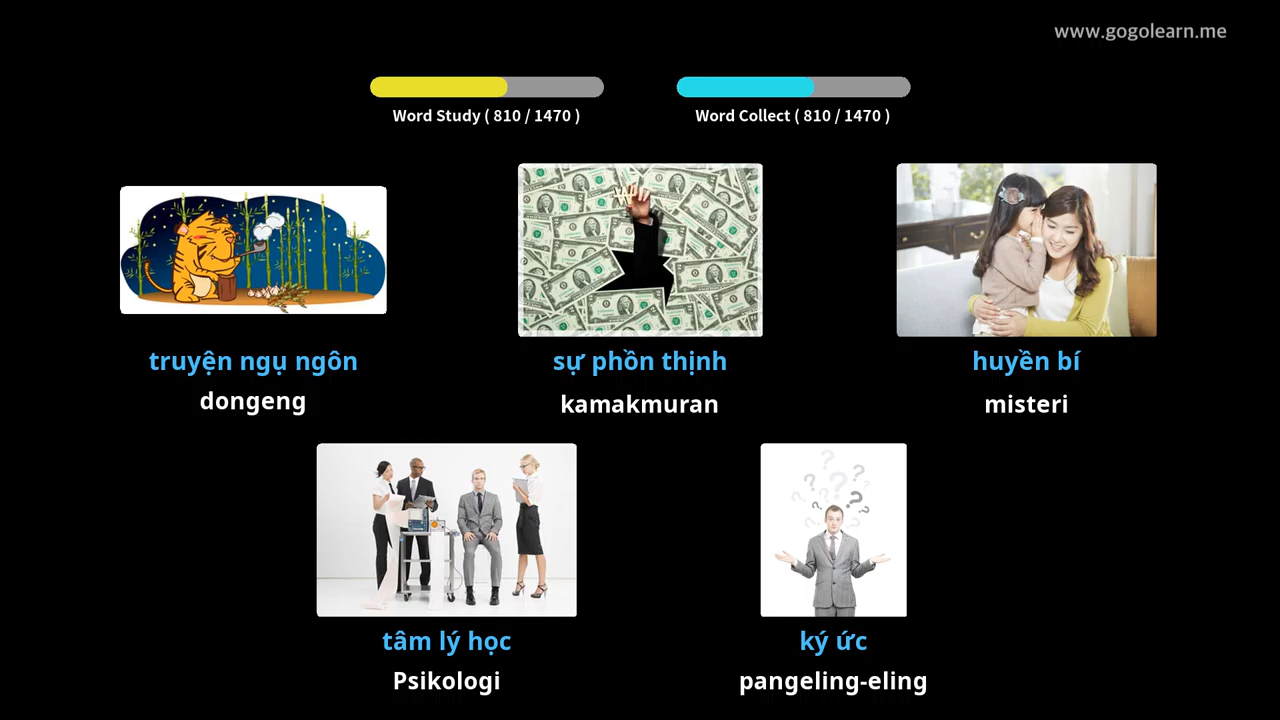 www.gogolearn.me
Word Study ( 810 / 1470 )
Word Collect ( 810 / 1470 )
truyện ngụ ngôn
dongeng
sự phồn thịnh
kamakmuran
huyền bí
misteri
tâm lý học
Psikologi
ký ức
pangeling-eling